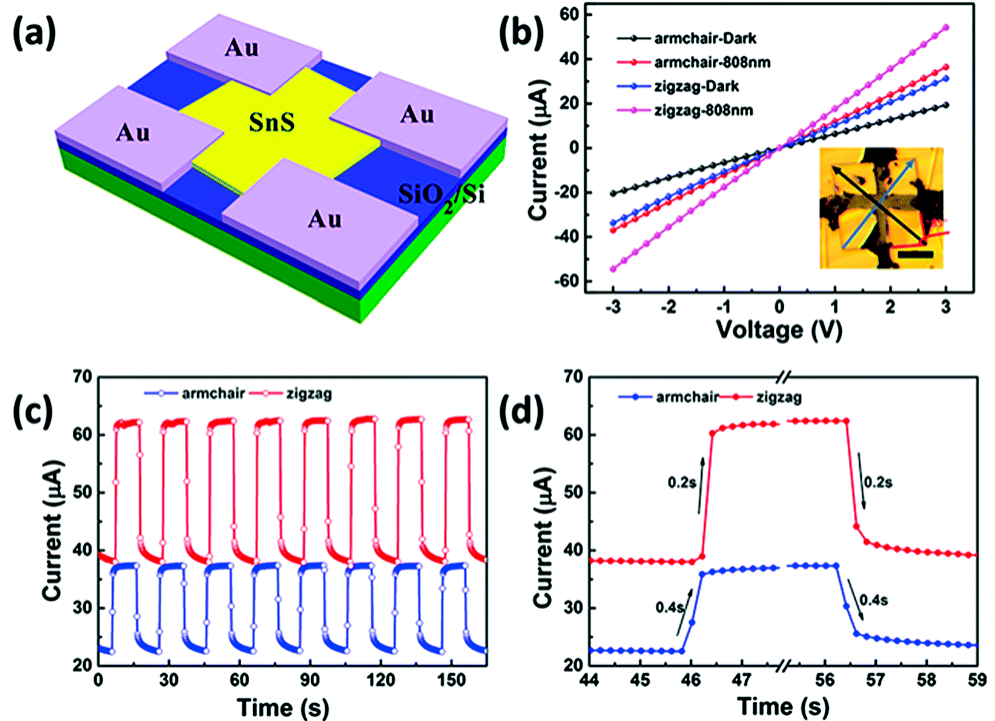 (a)
Au
Au
Au
Au
SnS
SiO2/Si
(b)
Current (μA)
60
40
20
0
-20
-40
-60
armchair-Dark
armchair-808nm
zigzag-Dark
zigzag-808nm
-3 -2 -1 0 1 2 3
Voltage (V)
(c)
Current (μA)
70
60
50
40
30
20
armchair zigzag
0 30 60 90 120 150
Time (s)
(d)
Current (μA)
70
60
50
40
30
20
armchair zigzag
0.2s
0.2s
0.4s
0.4s
44 45 46 47 56 57 58 59
Time (s)